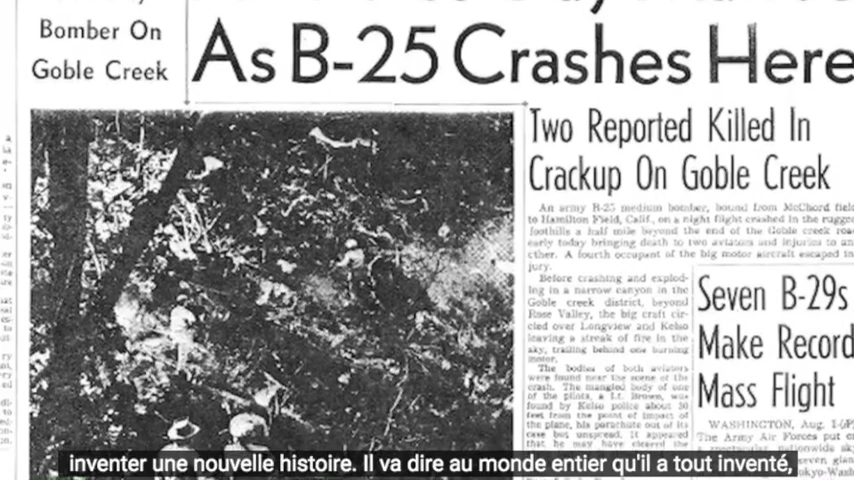 Bomber On
Goble Creek
As B-25 Crashes Here
Two Reported Killed In
Crackup On Goble Creek
An army B-25 medium bomber, bound from McChord field
to Hamilton Field, Calif., on a night flight crashed in the rugged
foothills a half mile beyond the end of the Goble creek road
early today bringing death to two aviators and injuries to an-
other. A fourth occupant of the big motor aircraft escaped in-
jury.
Before crashing and explod-
ing in a narrow canyon in the
Goble creek district, beyond
Rose Valley, the big craft cir-
cled over Longview and Kelso
leaving a streak of fire in the
sky, trailing behind one burning
motor.
The bodies of both aviators
were found near the scene of the
crash. The mangled body of one
of the pilots, a Lt. Brown, was
found by Kelso police about 30
feet from the point of impact of
the plane, his parachute out of its
case but unspread. It appeared
that he may have cleared the
Seven B-29s
Make Record
Mass Flight
WASHINGTON, Aug. 1-(
The Army Air Forces put on
inventer une nouvelle histoire. Il va dire au monde entier qu'il a tout inventé,